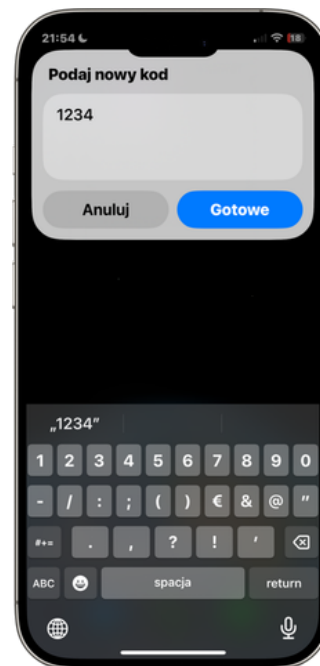 21:54
18
Podaj nowy kod
1234
Anuluj Gotowe
„1234”
1 2 3 4 5 6 7 8 9 0
- / : ; ( ) € & @ "
#+= . , ? ! ’
ABC spacja return